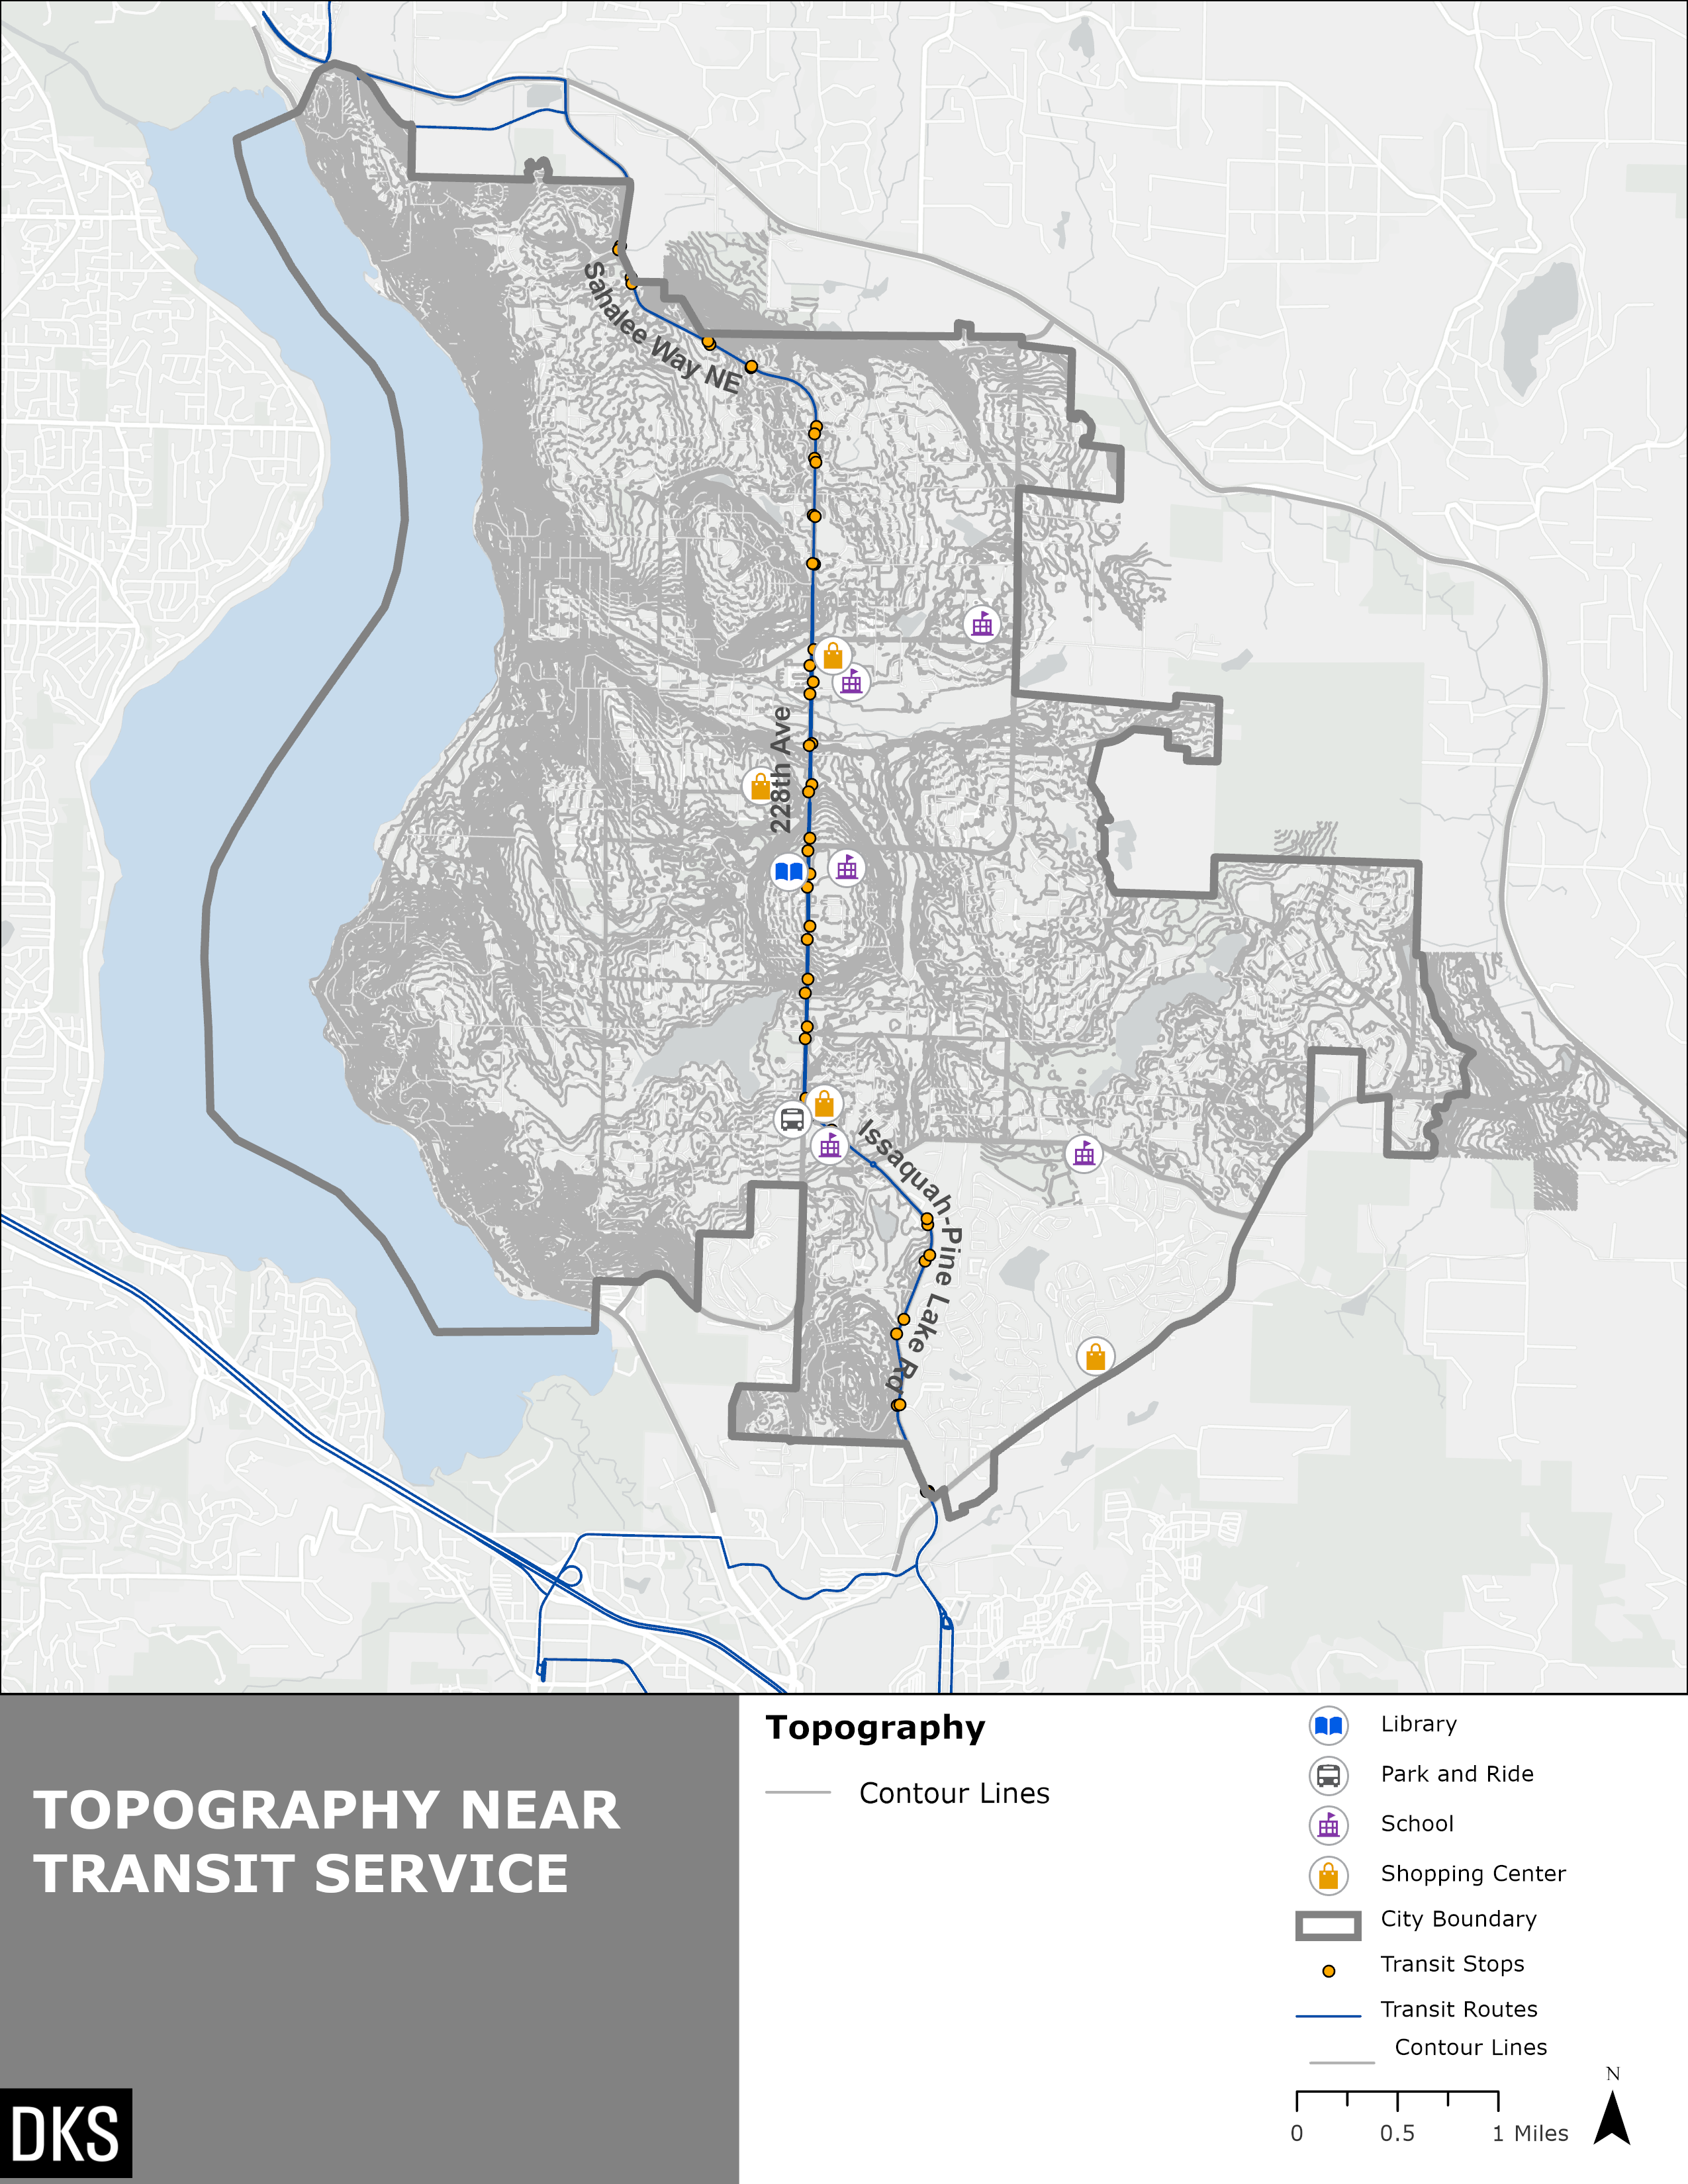 Sahalee Way NE
228th Ave
Issaquah-Pine Lake Rd
TOPOGRAPHY NEAR
TRANSIT SERVICE
DKS
Topography
Contour Lines
Library
Park and Ride
School
Shopping Center
City Boundary
Transit Stops
Transit Routes
Contour Lines
N
0 0.5 1 Miles